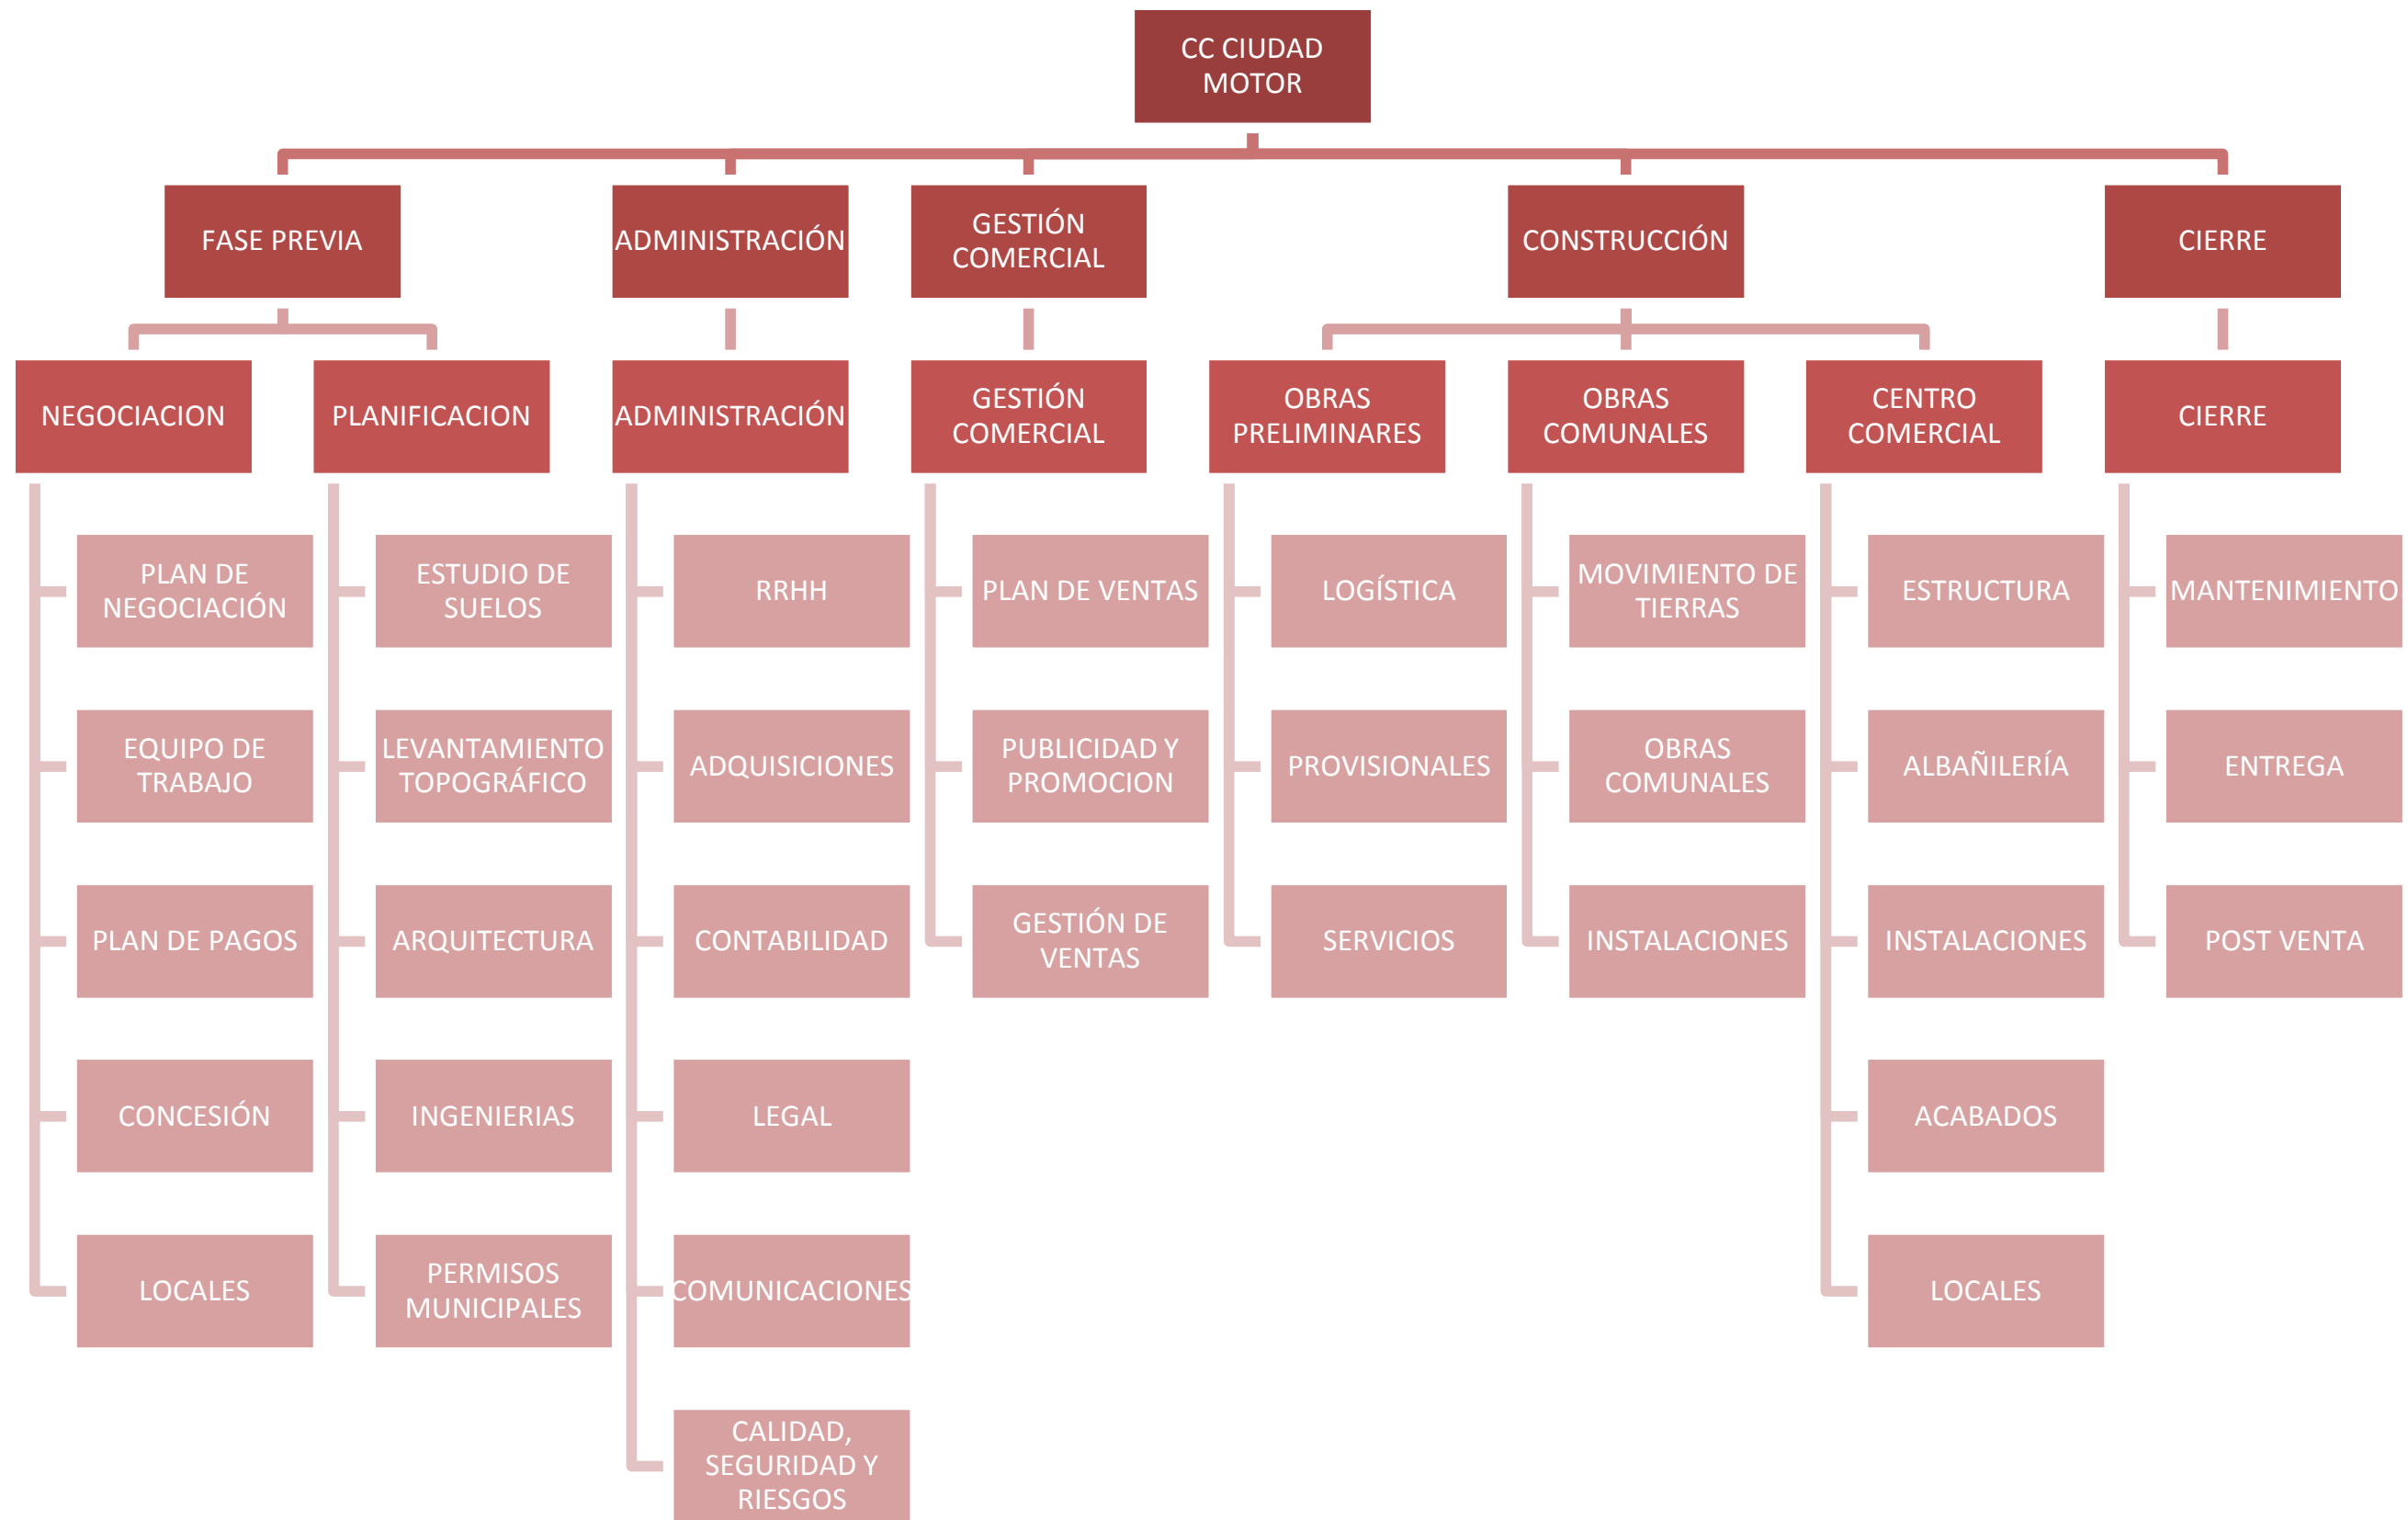 CC CIUDAD
MOTOR
FASE PREVIA
ADMINISTRACIÓN
GESTIÓN
COMERCIAL
CONSTRUCCIÓN
CIERRE
NEGOCIACION
PLANIFICACION
ADMINISTRACIÓN
GESTIÓN
COMERCIAL
OBRAS
PRELIMINARES
OBRAS
COMUNALES
CENTRO
COMERCIAL
CIERRE
PLAN DE
NEGOCIACIÓN
ESTUDIO DE
SUELOS
RRHH
PLAN DE VENTAS
LOGÍSTICA
MOVIMIENTO DE
TIERRAS
ESTRUCTURA
MANTENIMIENTO
EQUIPO DE
TRABAJO
LEVANTAMIENTO
TOPOGRÁFICO
ADQUISICIONES
PUBLICIDAD Y
PROMOCION
PROVISIONALES
OBRAS
COMUNALES
ALBAÑILERÍA
ENTREGA
PLAN DE PAGOS
ARQUITECTURA
CONTABILIDAD
GESTIÓN DE
VENTAS
SERVICIOS
INSTALACIONES
INSTALACIONES
POST VENTA
CONCESIÓN
INGENIERIAS
LEGAL
ACABADOS
LOCALES
PERMISOS
MUNICIPALES
COMUNICACIONES
LOCALES
CALIDAD,
SEGURIDAD Y
RIESGOS